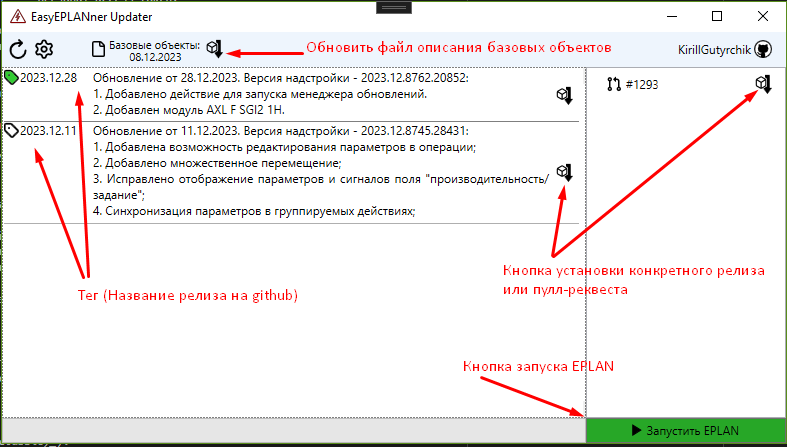 EasyEPLANner Updater
Базовые объекты:
08.12.2023
Обновить файл описания базовых объектов
KirillGutyrchik
2023.12.28
Обновление от 28.12.2023. Версия надстройки - 2023.12.8762.20852:
1. Добавлено действие для запуска менеджера обновлений.
2. Добавлен модуль AXL F SGI2 1H.
#1293
2023.12.11
Обновление от 11.12.2023. Версия надстройки - 2023.12.8745.28431:
1. Добавлена возможность редактирования параметров в операции;
2. Добавлено множественное перемещение;
3. Исправлено отображение параметров и сигналов поля "производительность/
задание";
4. Синхронизация параметров в группируемых действиях;
Тег (Название релиза на github)
Кнопка установки конкретного релиза
или пулл-реквеста
Кнопка запуска EPLAN
Запустить EPLAN